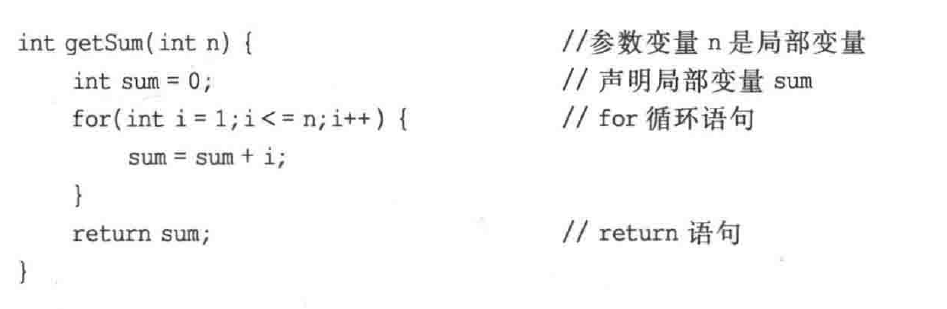 int getSum(int n) { //参数变量 n 是局部变量
int sum = 0; // 声明局部变量 sum
for(int i = 1;i <= n;i++) { // for 循环语句
sum = sum + i;
}
return sum; // return 语句
}